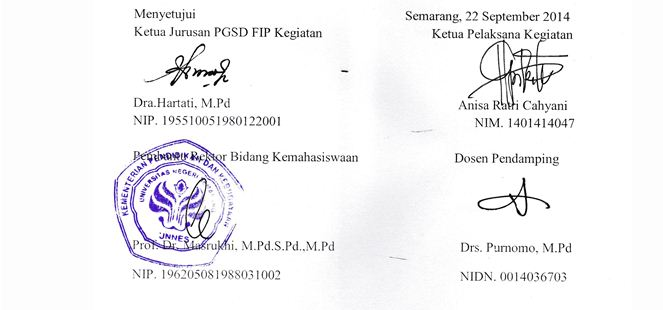 Menyetujui
Ketua Jurusan PGSD FIP Kegiatan
Dra.Hartati, M.Pd
NIP. 195510051980122001
Semarang, 22 September 2014
Ketua Pelaksana Kegiatan
Anisa Ratri Cahyani
NIM. 1401414047
Pembantu Rektor Bidang Kemahasiswaan
KEMENTERIAN PENDIDIKAN DAN KEBUDAYAAN
UNIVERSITAS NEGERI
UNNES
Prof. Dr. Masrukhi, M.Pd.S.Pd.,M.Pd
NIP. 196205081988031002
Dosen Pendamping
Drs. Purnomo, M.Pd
NIDN. 0014036703